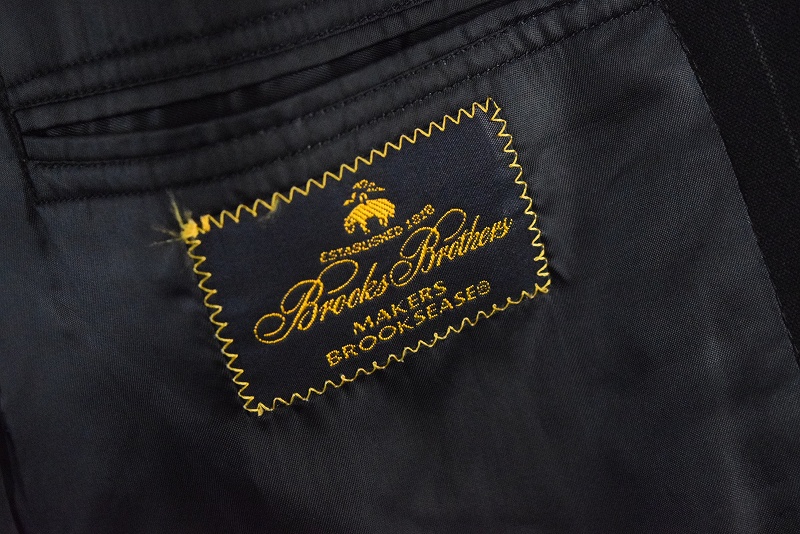 ESTABLISHED 1818
Brooks Brothers
MAKERS
BROOKSEASE®